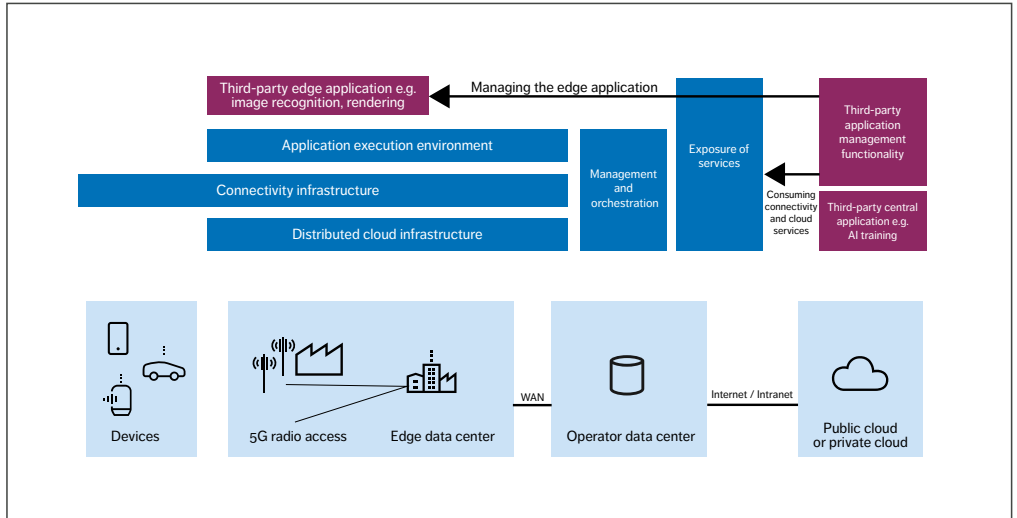 Third-party edge application e.g.
image recognition, rendering
Managing the edge application
Third-party
application
management
functionality
Application execution environment
Management
and
orchestration
Exposure of
services
Connectivity infrastructure
Consuming
connectivity
and cloud
services
Third-party central
application e.g.
AI training
Distributed cloud infrastructure
WAN
Internet / Intranet
Devices
5G radio access
Edge data center
Operator data center
Public cloud
or private cloud